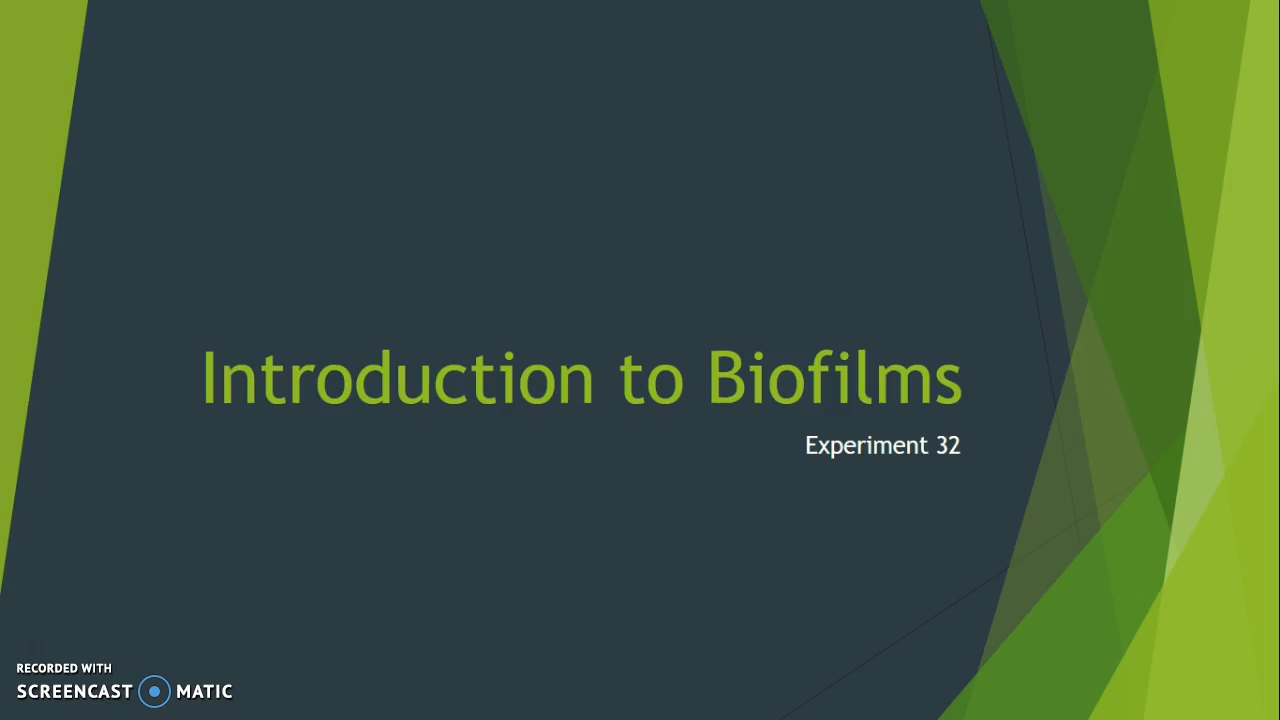 Introduction to Biofilms
Experiment 32
RECORDED WITH
SCREENCAST MATIC